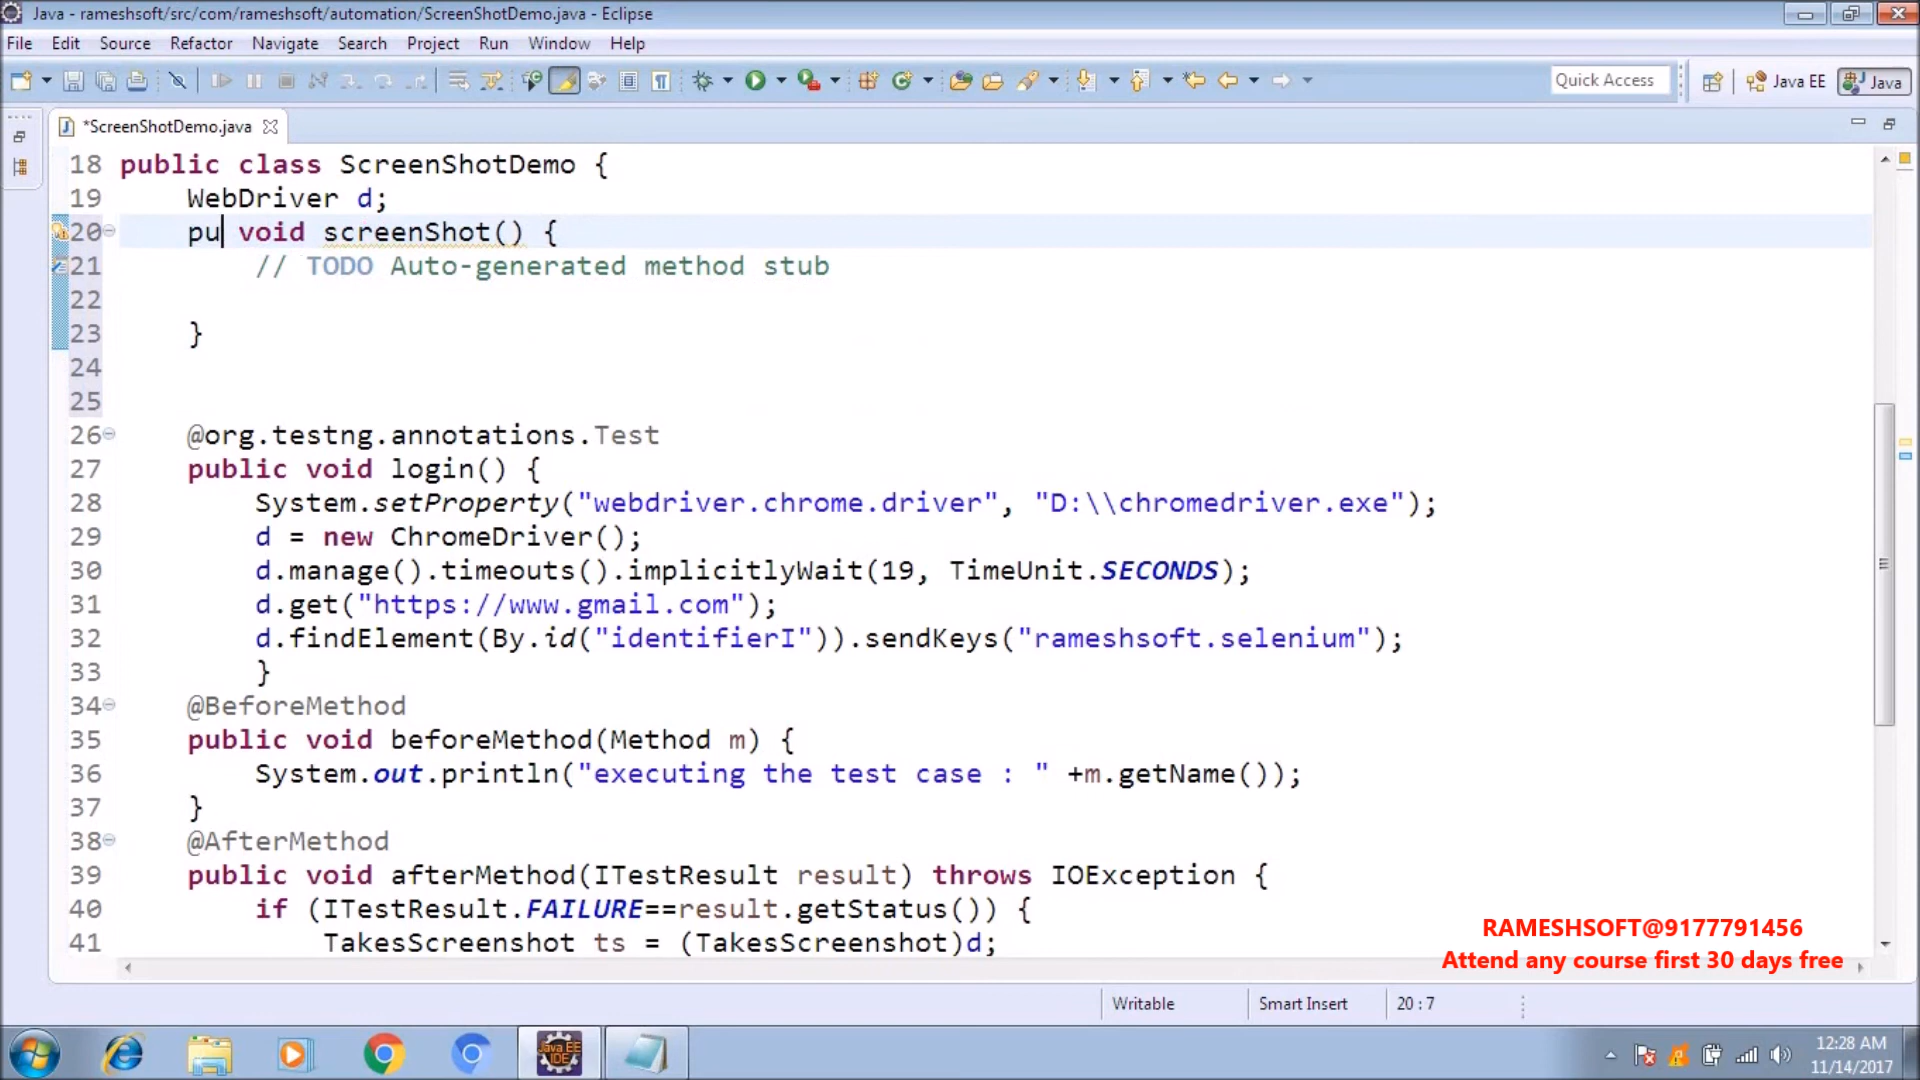 Java - rameshsoft/src/com/rameshsoft/automation/ScreenShotDemo.java - Eclipse
File Edit Source Refactor Navigate Search Project Run Window Help
Quick Access Java EE Java
*ScreenShotDemo.java
18 public class ScreenShotDemo {
19 WebDriver d;
20 pu void screenShot() {
21 // TODO Auto-generated method stub
22
23 }
24
25
26 @org.testng.annotations.Test
27 public void login() {
28 System.setProperty("webdriver.chrome.driver", "D:\\chromedriver.exe");
29 d = new ChromeDriver();
30 d.manage().timeouts().implicitlyWait(19, TimeUnit.SECONDS);
31 d.get("https://www.gmail.com");
32 d.findElement(By.id("identifierI")).sendKeys("rameshsoft.selenium");
33 }
34 @BeforeMethod
35 public void beforeMethod(Method m) {
36 System.out.println("executing the test case : " +m.getName());
37 }
38 @AfterMethod
39 public void afterMethod(ITestResult result) throws IOException {
40 if (ITestResult.FAILURE==result.getStatus()) {
41 TakesScreenshot ts = (TakesScreenshot)d;
RAMESHSOFT@9177791456
Attend any course first 30 days free
Writable Smart Insert 20 : 7
Java EE
IDE
12:28 AM
11/14/2017